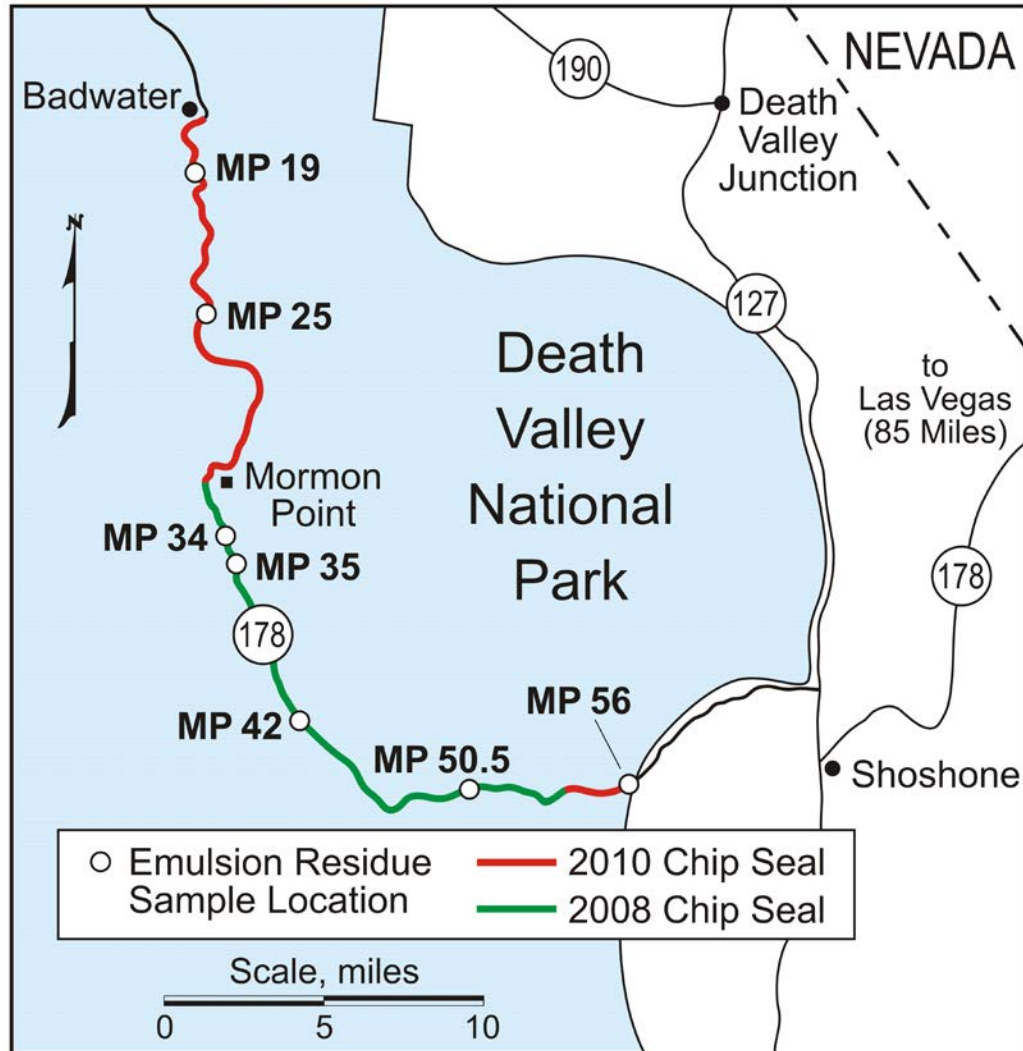 NEVADA
190
Badwater
Death
Valley
Junction
MP 19
N
127
MP 25
Death
Valley
National
Park
to
Las Vegas
(85 Miles)
Mormon
Point
MP 34
MP 35
178
178
MP 56
MP 42
MP 50.5
Shoshone
Emulsion Residue
Sample Location
2010 Chip Seal
2008 Chip Seal
Scale, miles
0 5 10